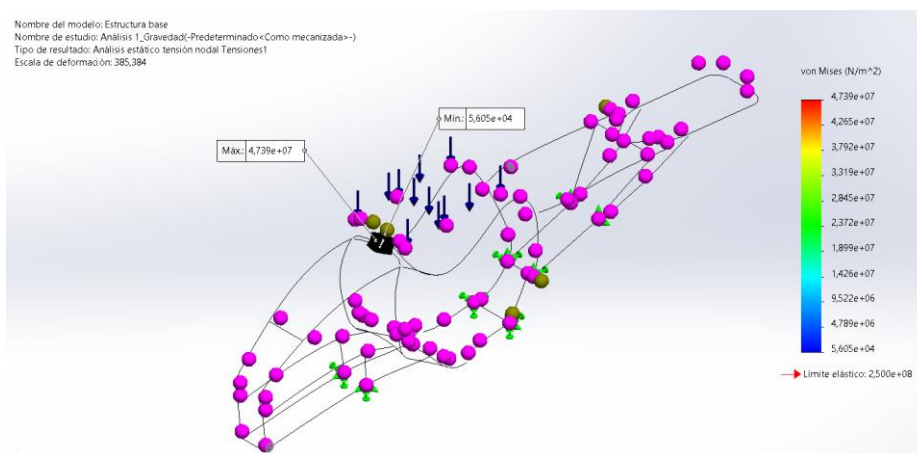 Nombre del modelo: Estructura base
Nombre de estudio: Análisis 1_Gravedad(-Predeterminado<Como mecanizada>-)
Tipo de resultado: Análisis estático tensión nodal Tensiones1
Escala de deformación: 385,384
von Mises (N/m^2)
4,739e+07
4,265e+07
3,792e+07
3,319e+07
2,845e+07
2,372e+07
1,899e+07
1,426e+07
9,522e+06
4,789e+06
5,605e+04
Límite elástico: 2,500e+08
Mín.: 5,605e+04
Máx.: 4,739e+07